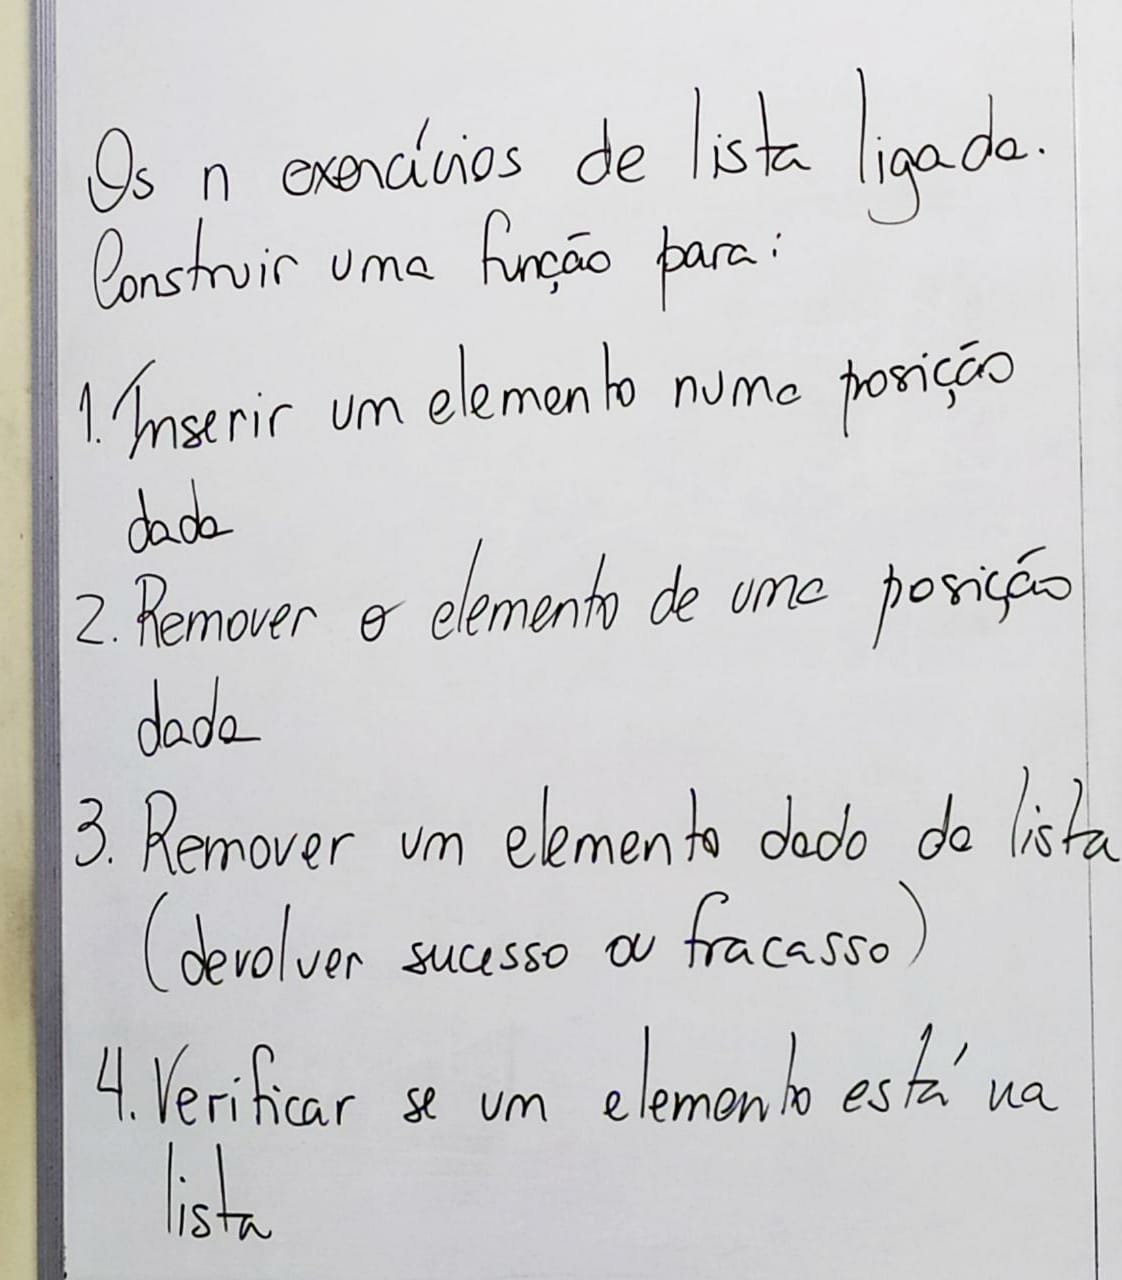 Os n exercícios de lista ligada.
Construir uma função para:
1. Inserir um elemento numa posição
dada
2. Remover o elemento de uma posição
dada
3. Remover um elemento dado da lista
(devolver sucesso ou fracasso)
4. Verificar se um elemento está na
lista